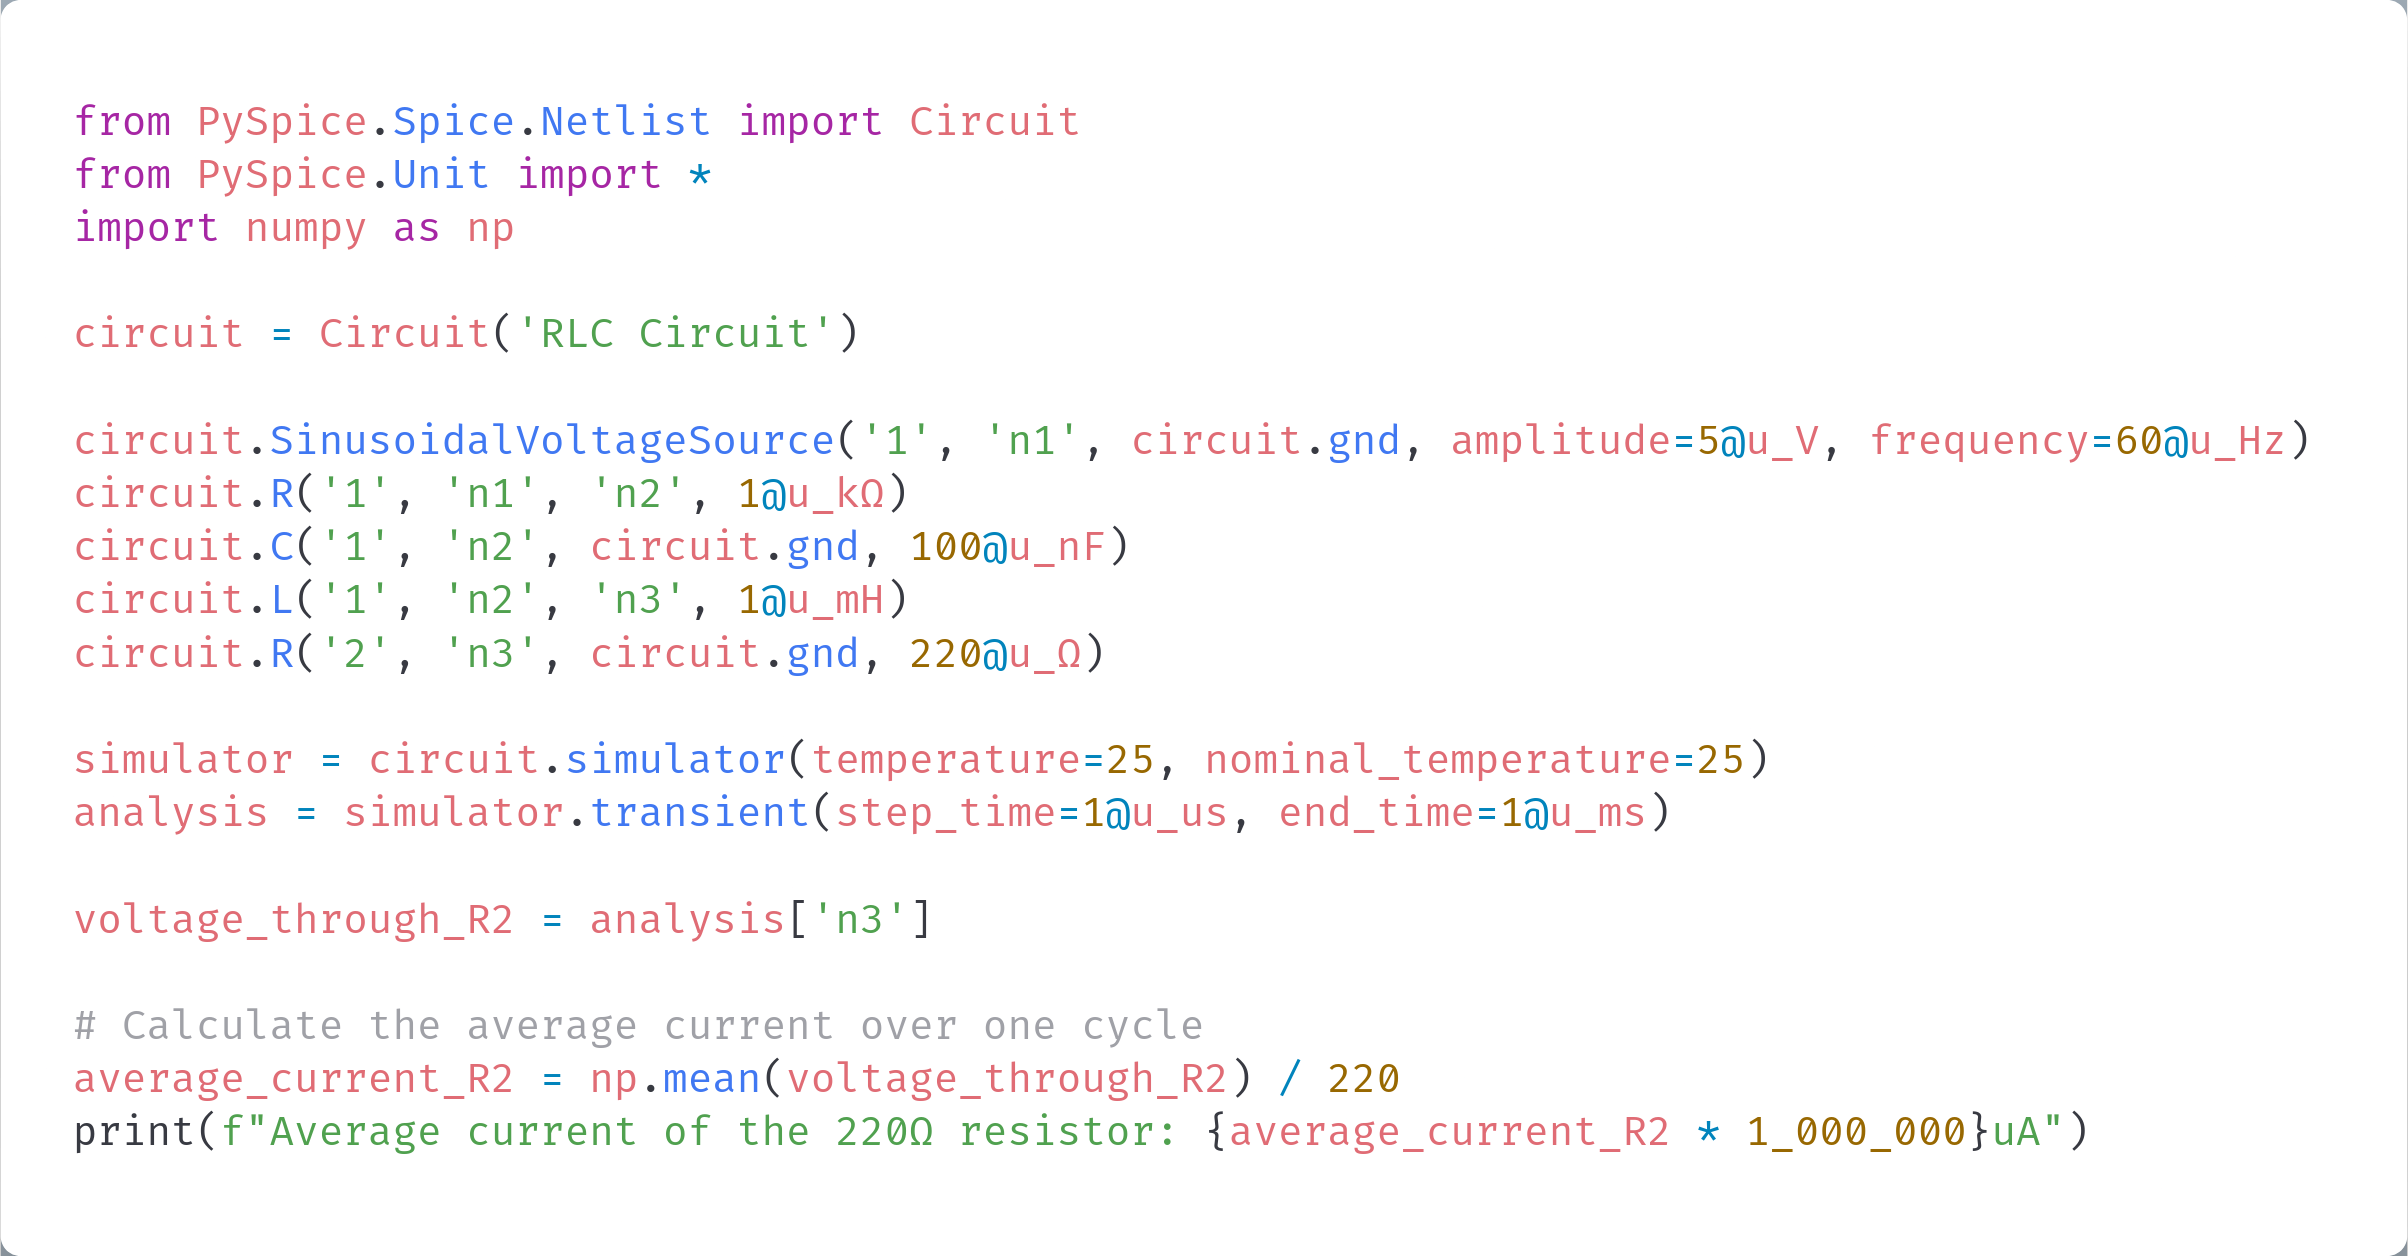 from PySpice.Spice.Netlist import Circuit
from PySpice.Unit import *
import numpy as np
circuit = Circuit('RLC Circuit')
circuit.SinusoidalVoltageSource('1', 'n1', circuit.gnd, amplitude=5@u_V, frequency=60@u_Hz)
circuit.R('1', 'n1', 'n2', 1@u_kΩ)
circuit.C('1', 'n2', circuit.gnd, 100@u_nF)
circuit.L('1', 'n2', 'n3', 1@u_mH)
circuit.R('2', 'n3', circuit.gnd, 220@u_Ω)
simulator = circuit.simulator(temperature=25, nominal_temperature=25)
analysis = simulator.transient(step_time=1@u_us, end_time=1@u_ms)
voltage_through_R2 = analysis['n3']
# Calculate the average current over one cycle
average_current_R2 = np.mean(voltage_through_R2) / 220
print(f"Average current of the 220Ω resistor: {average_current_R2 * 1_000_000}uA")